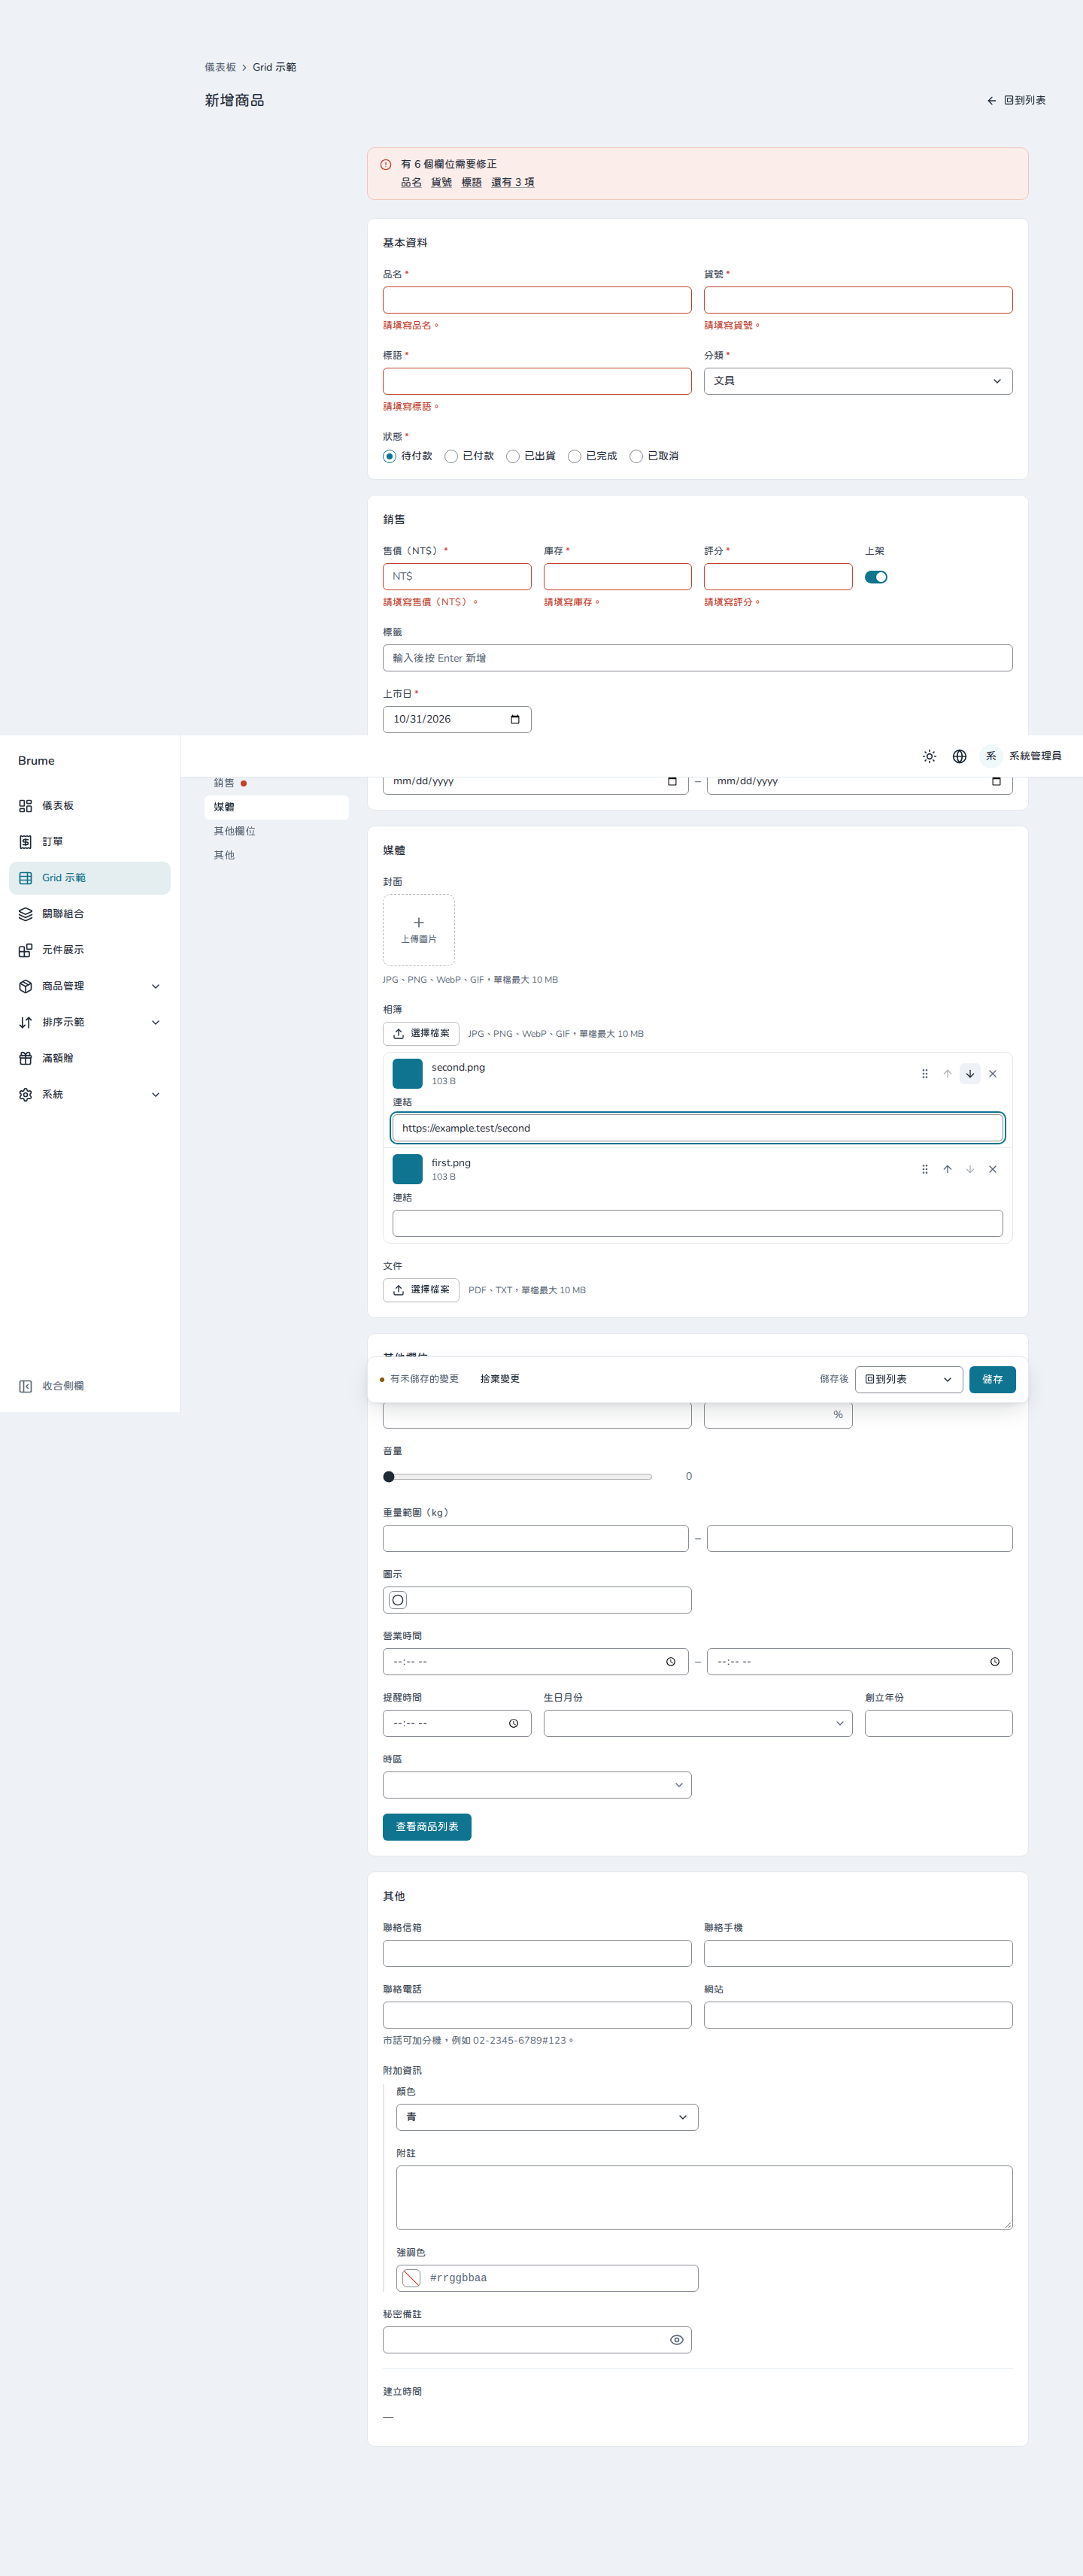 儀表板 > Grid 示範
新增商品
回到列表
有 6 個欄位需要修正
品名 貨號 標語 還有 3 項
基本資料
品名 * 貨號 *
請填寫品名。 請填寫貨號。
標語 * 分類 *
文具
請填寫標語。
狀態 *
待付款 已付款 已出貨 已完成 已取消
銷售
售價（NT$） * 庫存 * 評分 * 上架
NT$
請填寫售價（NT$）。 請填寫庫存。 請填寫評分。
標籤
輸入後按 Enter 新增
上市日 *
10/31/2026
Brume
系 系統管理員
mm/dd/yyyy – mm/dd/yyyy
銷售
媒體
其他欄位
其他
儀表板
訂單
Grid 示範
關聯組合
元件展示
商品管理
排序示範
滿額贈
系統
收合側欄
媒體
封面
上傳圖片
JPG、PNG、WebP、GIF，單檔最大 10 MB
相簿
選擇檔案 JPG、PNG、WebP、GIF，單檔最大 10 MB
second.png
103 B
連結
https://example.test/second
first.png
103 B
連結
文件
選擇檔案 PDF、TXT，單檔最大 10 MB
有未儲存的變更 捨棄變更 儲存後 回到列表 儲存
%
音量
0
重量範圍（kg）
–
圖示
營業時間
--:-- -- – --:-- --
提醒時間 生日月份 創立年份
--:-- --
時區
查看商品列表
其他
聯絡信箱 聯絡手機
聯絡電話 網站
市話可加分機，例如 02-2345-6789#123。
附加資訊
顏色
青
附註
強調色
#rrggbbaa
秘密備註
建立時間
—